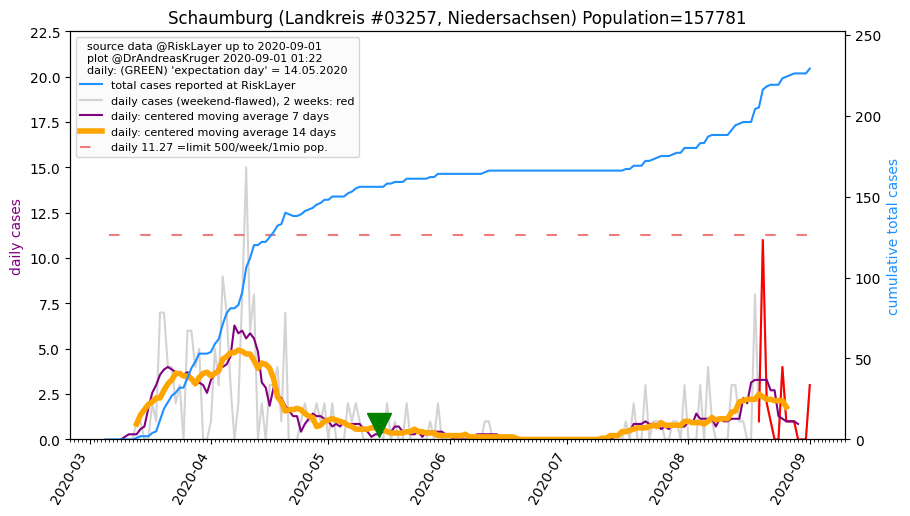 Schaumburg (Landkreis #03257, Niedersachsen) Population=157781
source data @RiskLayer up to 2020-09-01
plot @DrAndreasKruger 2020-09-01 01:22
daily: (GREEN) 'expectation day' = 14.05.2020
total cases reported at RiskLayer
daily cases (weekend-flawed), 2 weeks: red
daily: centered moving average 7 days
daily: centered moving average 14 days
daily 11.27 =limit 500/week/1mio pop.
daily cases
22.5
20.0
17.5
15.0
12.5
10.0
7.5
5.0
2.5
0.0
250
200
150
100
50
0
cumulative total cases
2020-03
2020-04
2020-05
2020-06
2020-07
2020-08
2020-09